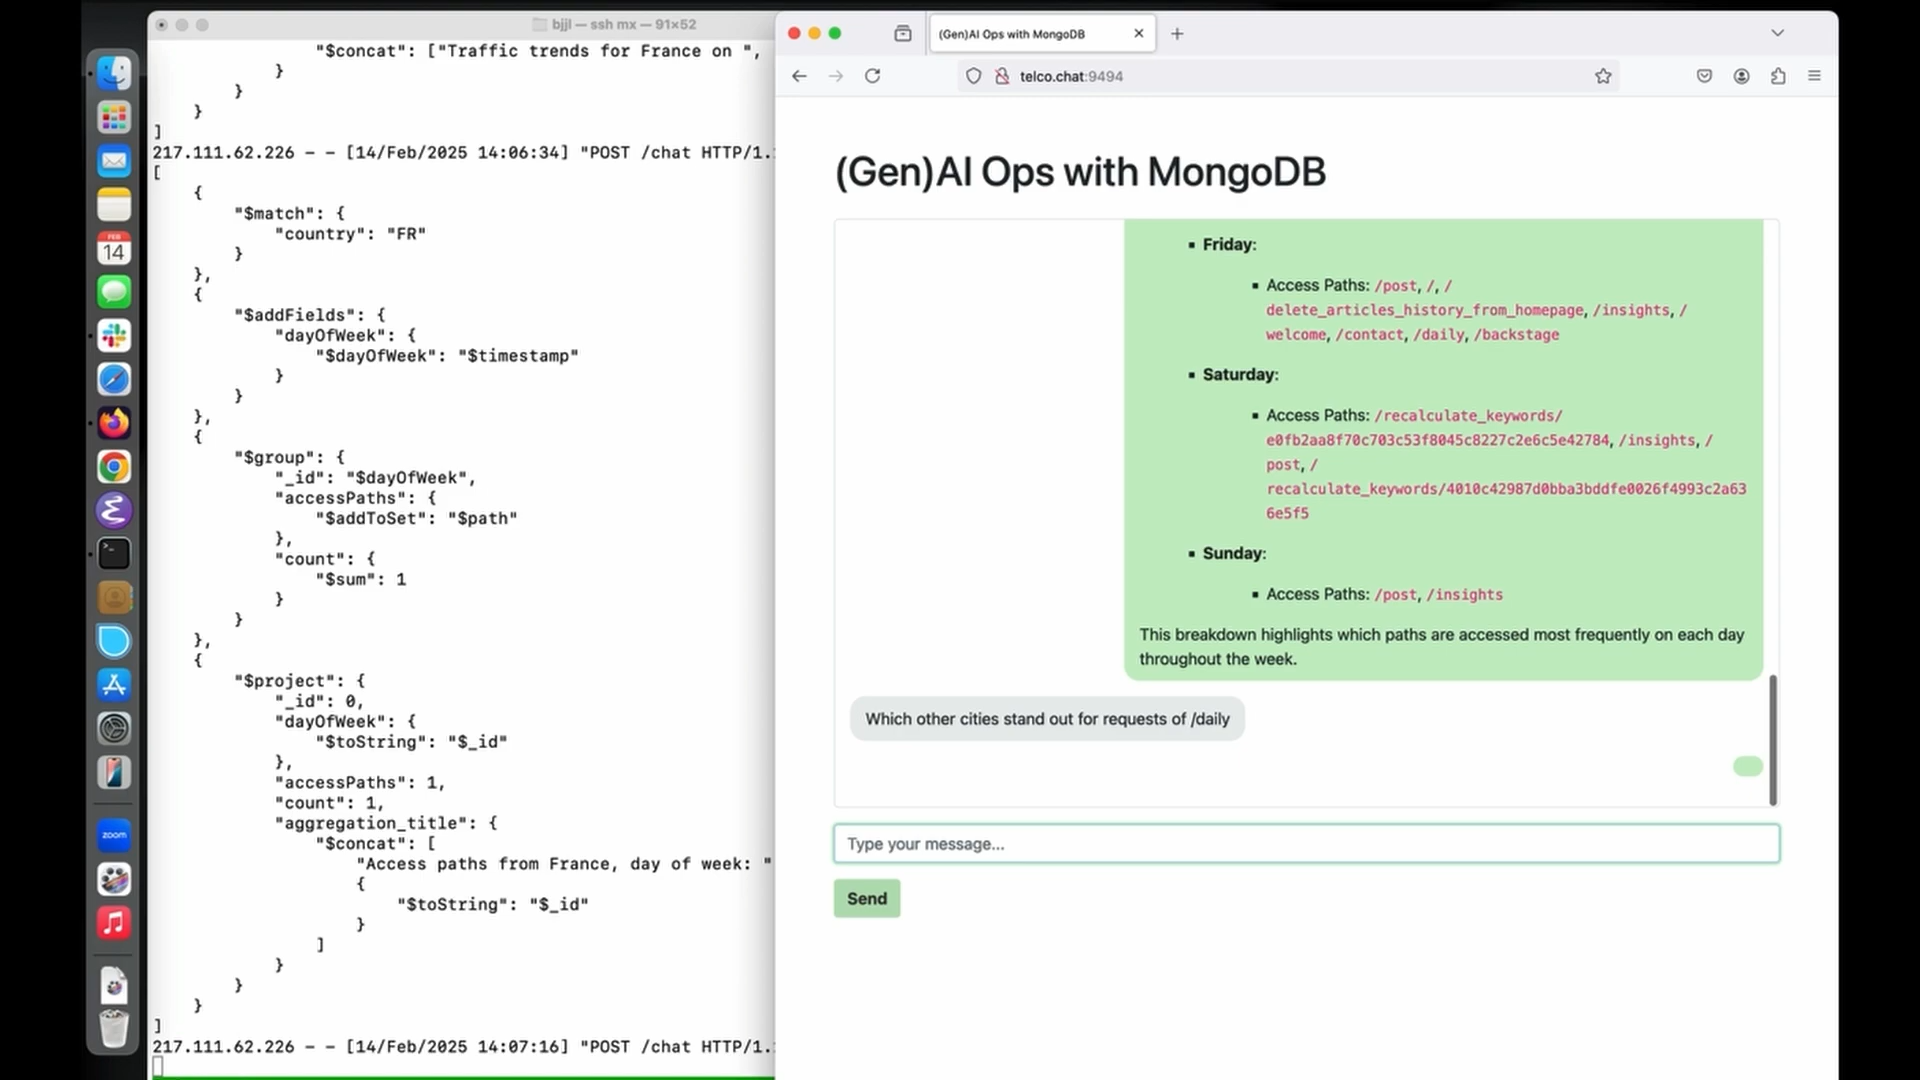 bjjl — ssh mx — 91×52
"$concat": ["Traffic trends for France on ",
}
}
}
]
217.111.62.226 - - [14/Feb/2025 14:06:34] "POST /chat HTTP/1.
[
{
"$match": {
"country": "FR"
}
},
{
"$addFields": {
"dayOfWeek": {
"$dayOfWeek": "$timestamp"
}
}
},
{
"$group": {
"_id": "$dayOfWeek",
"accessPaths": {
"$addToSet": "$path"
},
"count": {
"$sum": 1
}
}
},
{
"$project": {
"_id": 0,
"dayOfWeek": {
"$toString": "$_id"
},
"accessPaths": 1,
"count": 1,
"aggregation_title": {
"$concat": [
"Access paths from France, day of week: "
{
"$toString": "$_id"
}
]
}
}
}
]
217.111.62.226 - - [14/Feb/2025 14:07:16] "POST /chat HTTP/1.
FEB
14
zoom
(Gen)AI Ops with MongoDB
telco.chat:9494
(Gen)AI Ops with MongoDB
▪ Friday:
▪ Access Paths: /post, /, /
delete_articles_history_from_homepage, /insights, /
welcome, /contact, /daily, /backstage
▪ Saturday:
▪ Access Paths: /recalculate_keywords/
e0fb2aa8f70c703c53f8045c8227c2e6c5e42784, /insights, /
post, /
recalculate_keywords/4010c42987d0bba3bddfe0026f4993c2a63
6e5f5
▪ Sunday:
▪ Access Paths: /post, /insights
This breakdown highlights which paths are accessed most frequently on each day
throughout the week.
Which other cities stand out for requests of /daily
Type your message...
Send